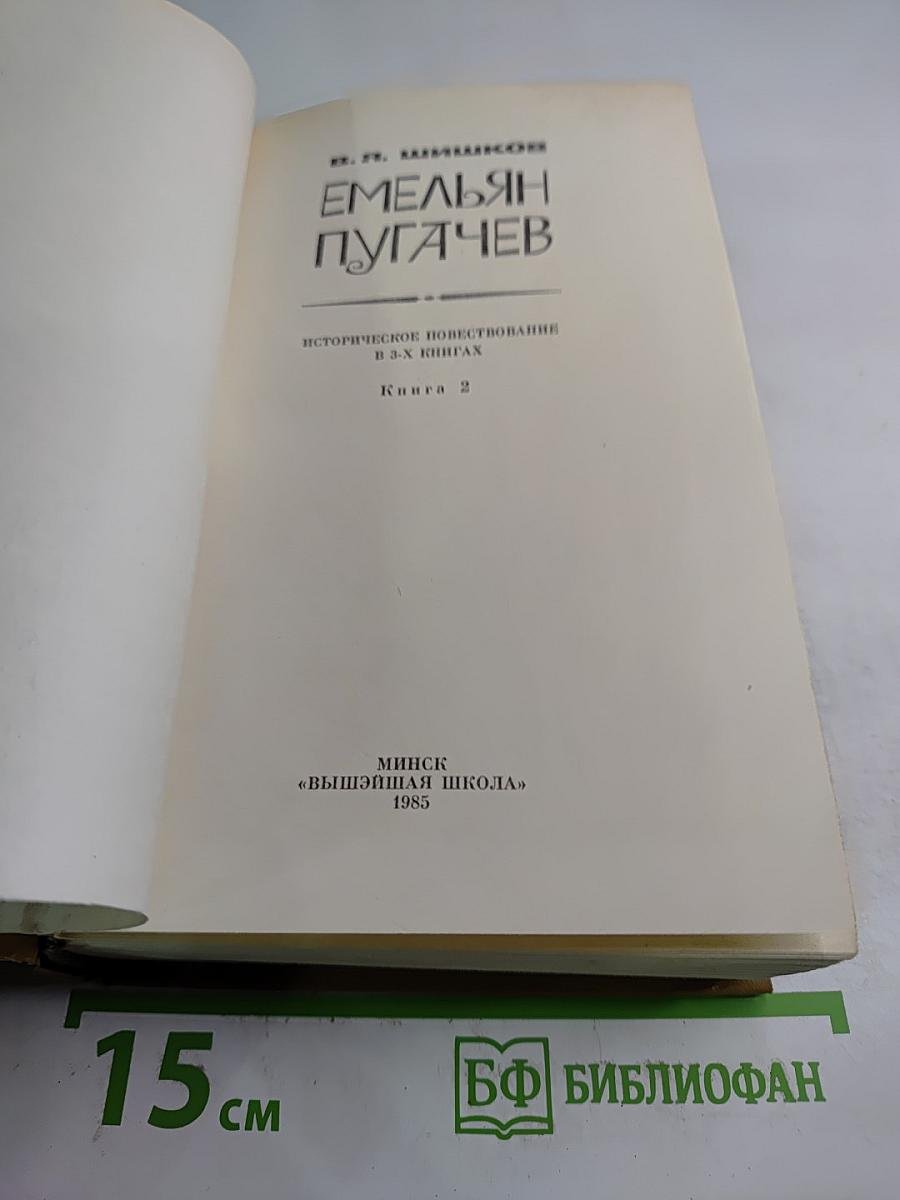 В. Я. ШИШКОВ
ЕМЕЛЬЯН
ПУГАЧЕВ
ИСТОРИЧЕСКОЕ ПОВЕСТВОВАНИЕ
В 3-Х КНИГАХ
Книга 2
МИНСК
«ВЫШЭЙШАЯ ШКОЛА»
1985
15 см
БФ БИБЛИОФАН